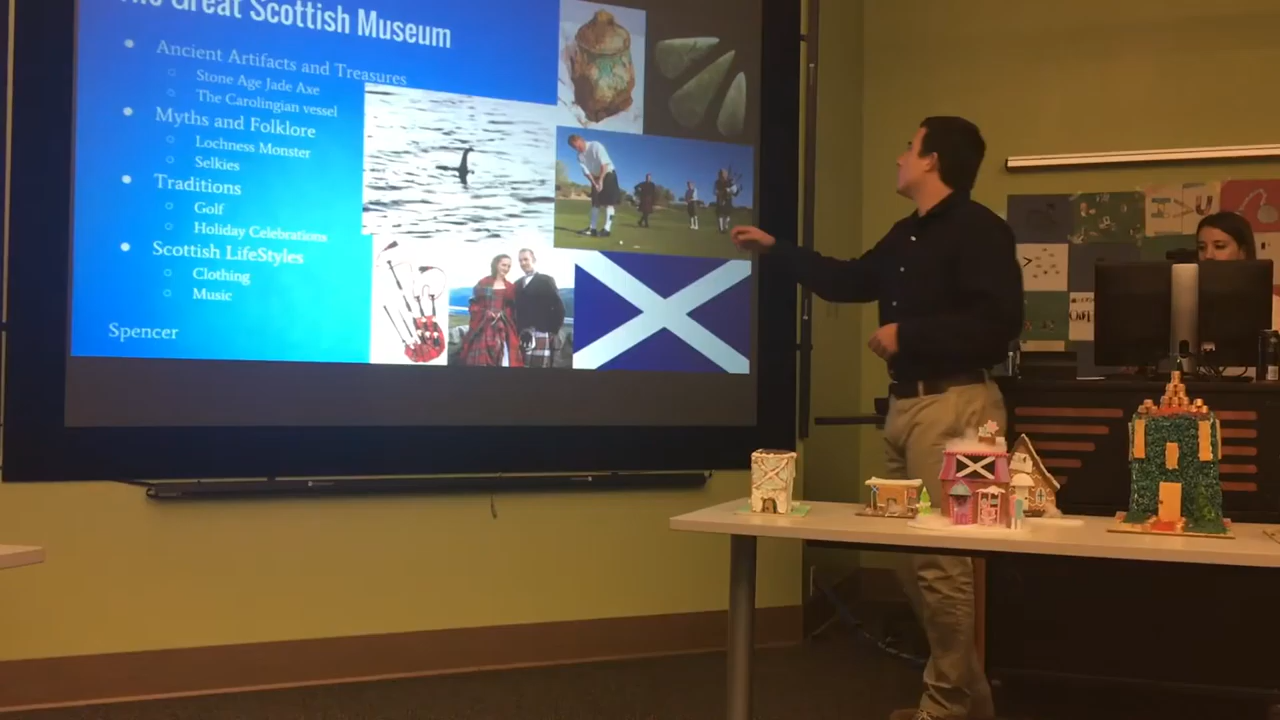 The Great Scottish Museum
Ancient Artifacts and Treasures
Stone Age Jade Axe
The Carolingian vessel
Myths and Folklore
Lochness Monster
Selkies
Traditions
Golf
Holiday Celebrations
Scottish LifeStyles
Clothing
Music
Spencer